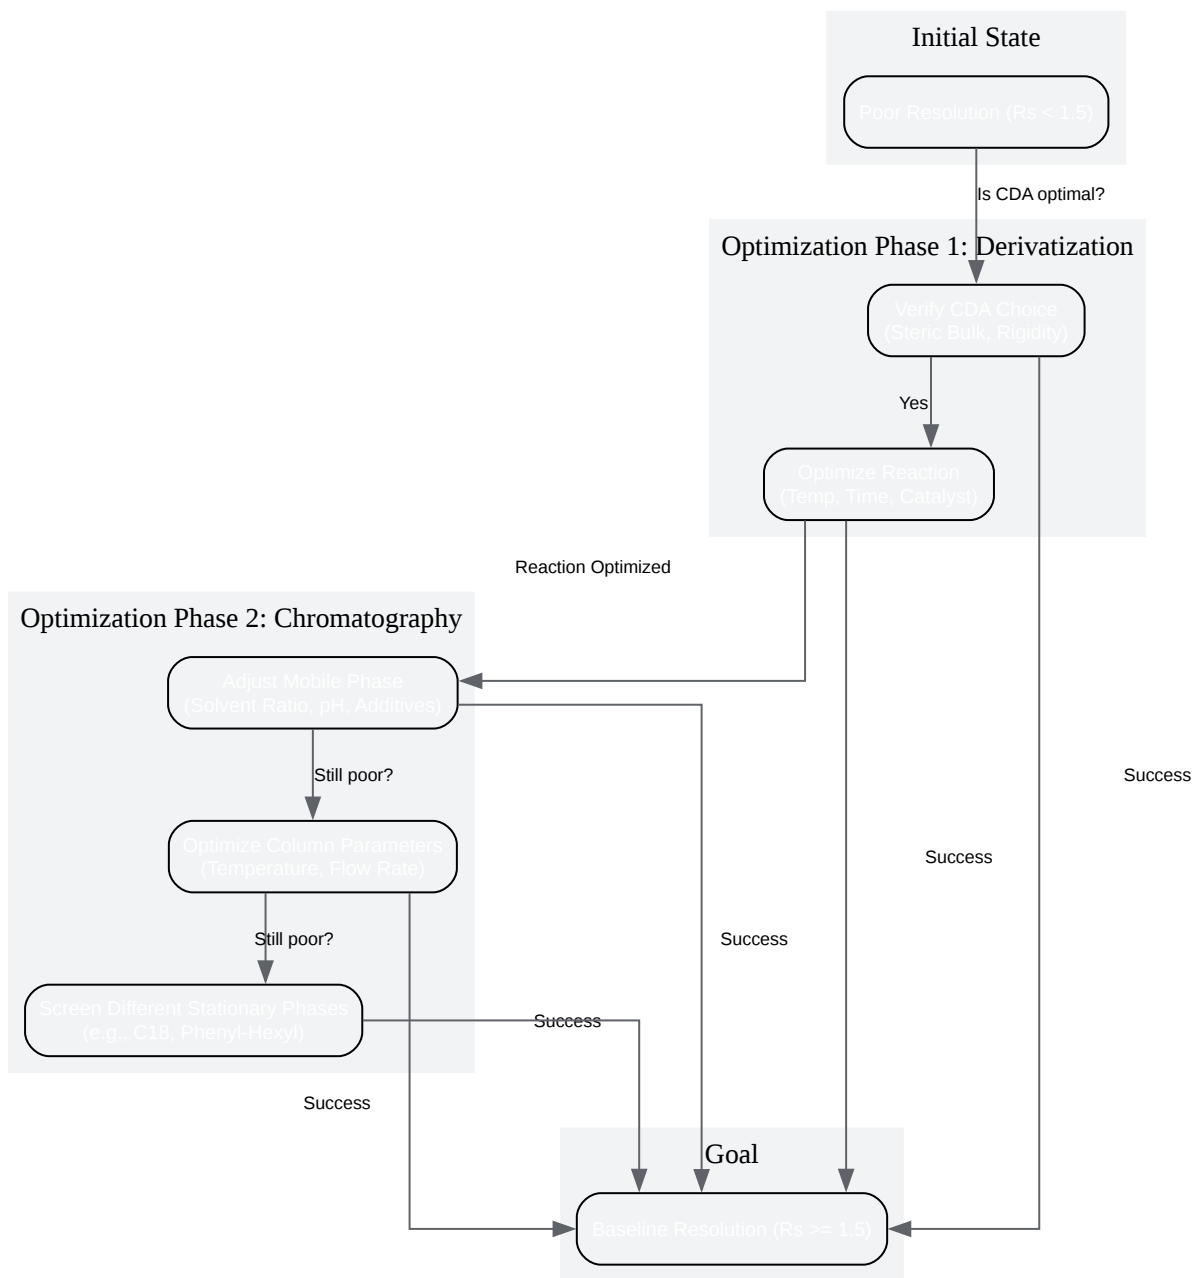 Initial State
Poor Resolution (Rs < 1.5)
Is CDA optimal?
Optimization Phase 1: Derivatization
Verify CDA Choice
(Steric Bulk, Rigidity)
Yes
Optimize Reaction
(Temp, Time, Catalyst)
Reaction Optimized
Optimization Phase 2: Chromatography
Adjust Mobile Phase
(Solvent Ratio, pH, Additives)
Still poor?
Success
Optimize Column Parameters
(Temperature, Flow Rate)
Success
Still poor?
Success
Screen Different Stationary Phases
(e.g., C18, Phenyl-Hexyl)
Success
Success
Goal
Baseline Resolution (Rs >= 1.5)